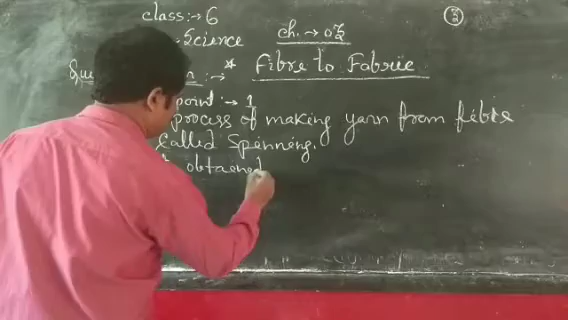 class:→ 6
Science ch. → 03
③
:→ * Fibre to Fabric
point :→ 1
process of making yarn from fibre
Called Spinning.
obtained